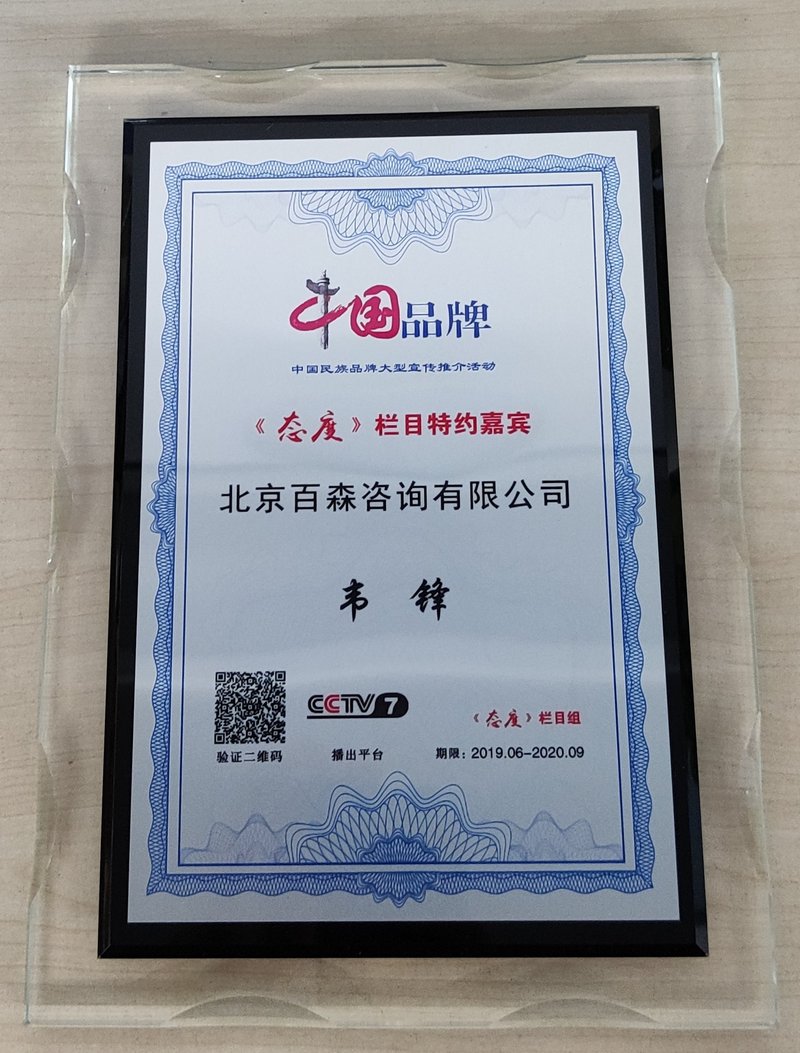 中国品牌
中国民族品牌大型宣传推介活动
《态度》栏目特约嘉宾
北京百森咨询有限公司
韦 锋
CCTV 7
《态度》栏目组
验证二维码
播出平台
期限：2019.06-2020.09